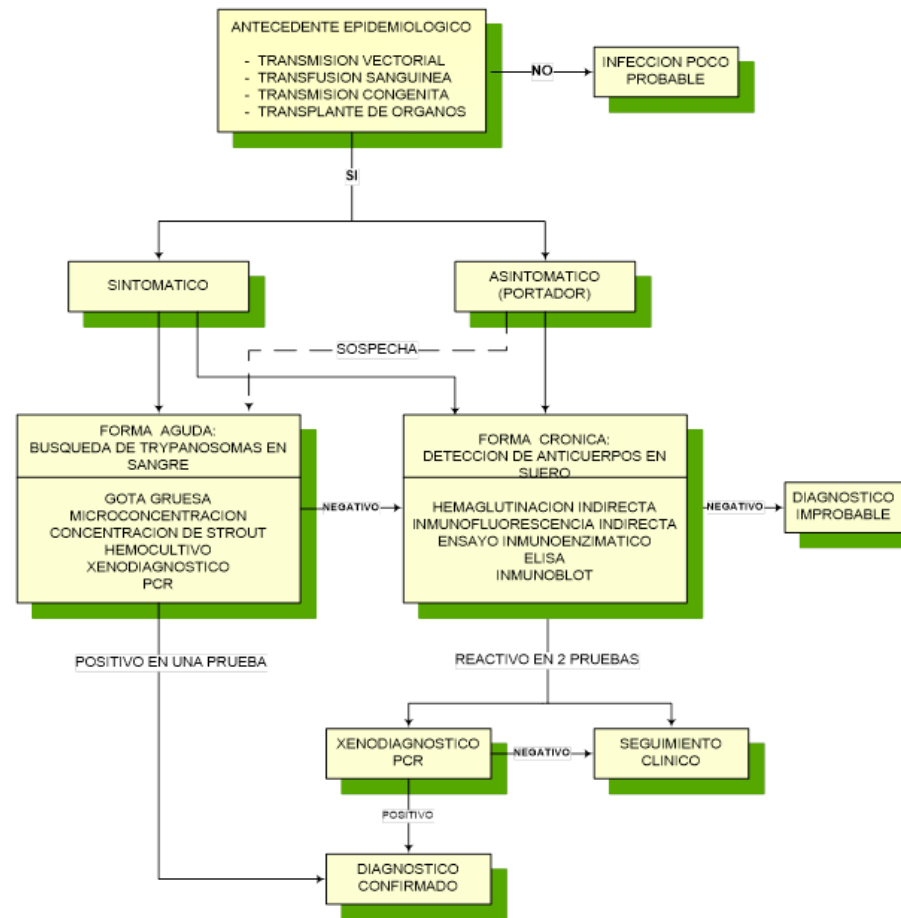 ANTECEDENTE EPIDEMIOLOGICO
- TRANSMISION VECTORIAL
- TRANSFUSION SANGUINEA
- TRANSMISION CONGENITA
- TRANSPLANTE DE ORGANOS
NO
INFECCION POCO
PROBABLE
SI
SINTOMATICO
ASINTOMATICO
(PORTADOR)
SOSPECHA
FORMA AGUDA:
BUSQUEDA DE TRYPANOSOMAS EN
SANGRE
GOTA GRUESA
MICROCONCENTRACION
CONCENTRACION DE STROUT
HEMOCULTIVO
XENODIAGNOSTICO
PCR
NEGATIVO
FORMA CRONICA:
DETECCION DE ANTICUERPOS EN
SUERO
HEMAGLUTINACION INDIRECTA
INMUNOFLUORESCENCIA INDIRECTA
ENSAYO INMUNOENZIMATICO
ELISA
INMUNOBLOT
NEGATIVO
DIAGNOSTICO
IMPROBABLE
POSITIVO EN UNA PRUEBA
REACTIVO EN 2 PRUEBAS
XENODIAGNOSTICO
PCR
NEGATIVO
SEGUIMIENTO
CLINICO
POSITIVO
DIAGNOSTICO
CONFIRMADO